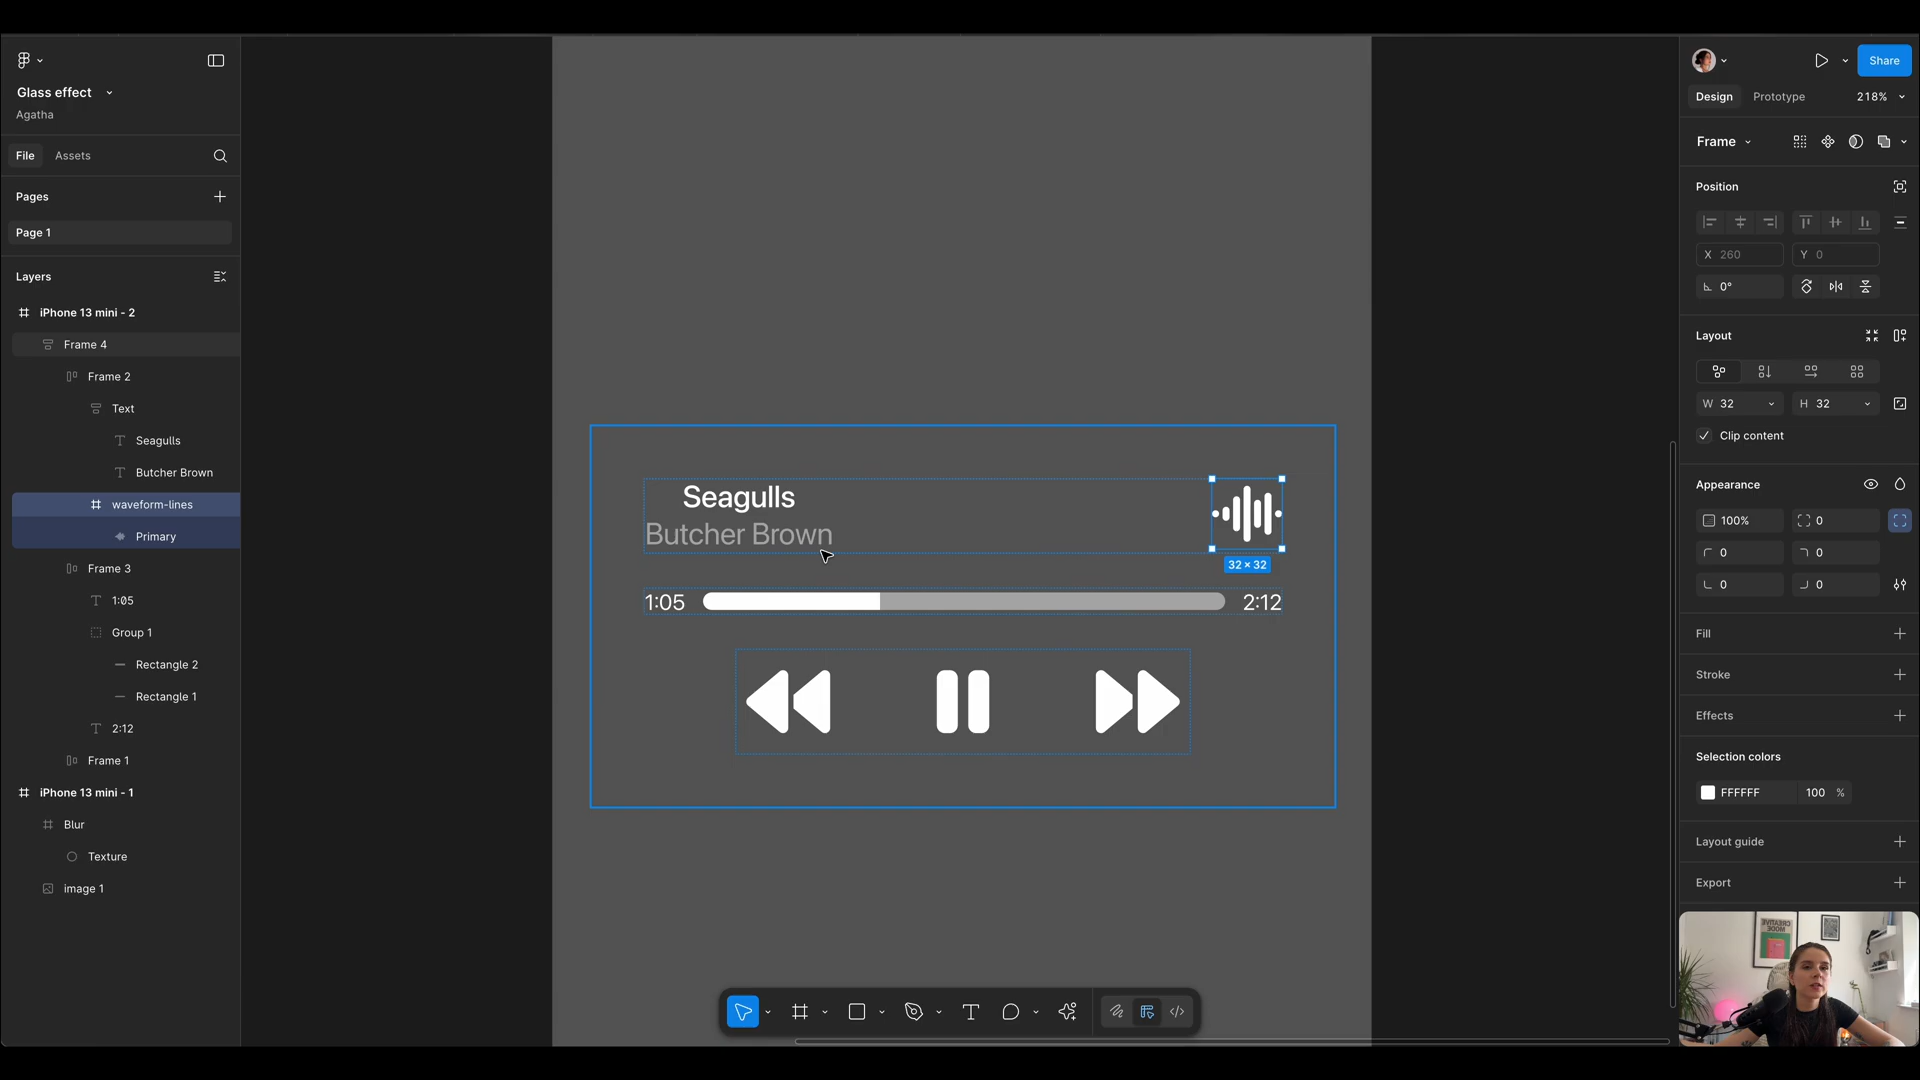 Glass effect
Agatha
File
Assets
Pages
Page 1
Layers
iPhone 13 mini - 2
Frame 4
Frame 2
Text
Seagulls
Butcher Brown
waveform-lines
Primary
Frame 3
1:05
Group 1
Rectangle 2
Rectangle 1
2:12
Frame 1
iPhone 13 mini - 1
Blur
Texture
image 1
Seagulls
Butcher Brown
32 × 32
1:05
2:12
Share
Design
Prototype
218%
Frame
Position
X 260
Y 0
0°
Layout
W 32
H 32
Clip content
Appearance
100%
0
0
0
0
0
Fill
Stroke
Effects
Selection colors
FFFFFF
100 %
Layout guide
Export